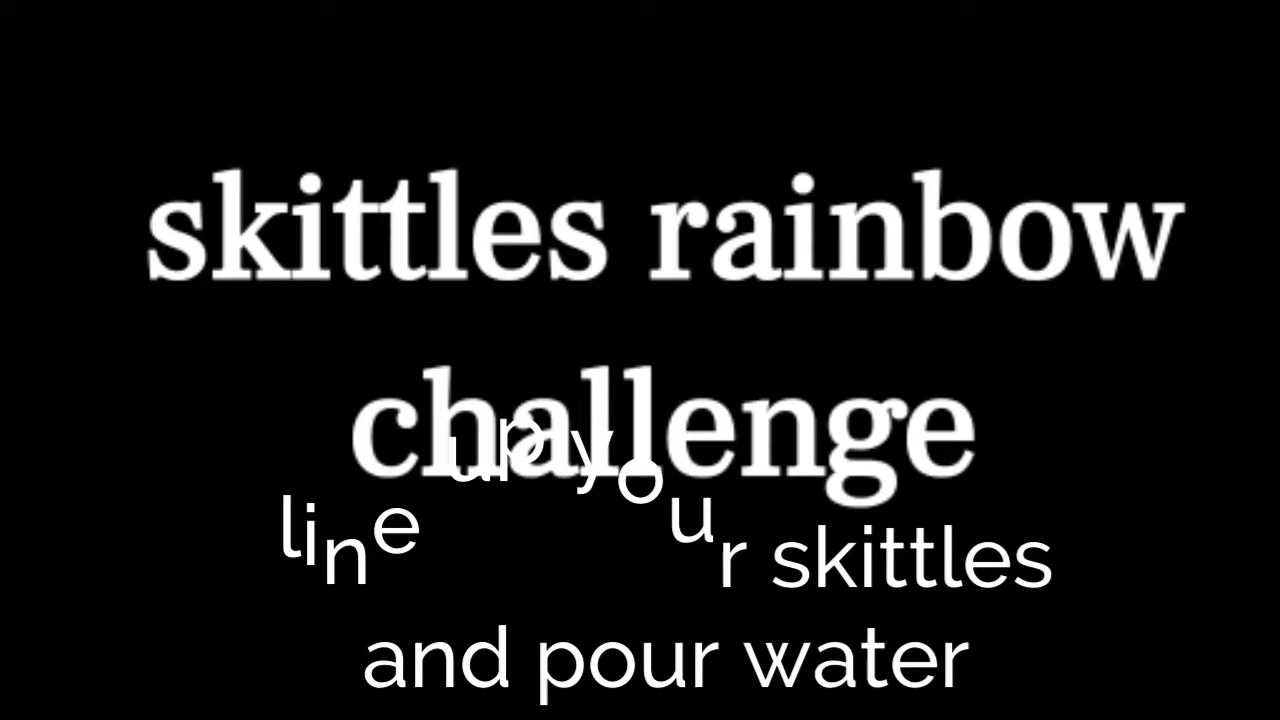 skittles rainbow
challenge
line up your skittles
and pour water